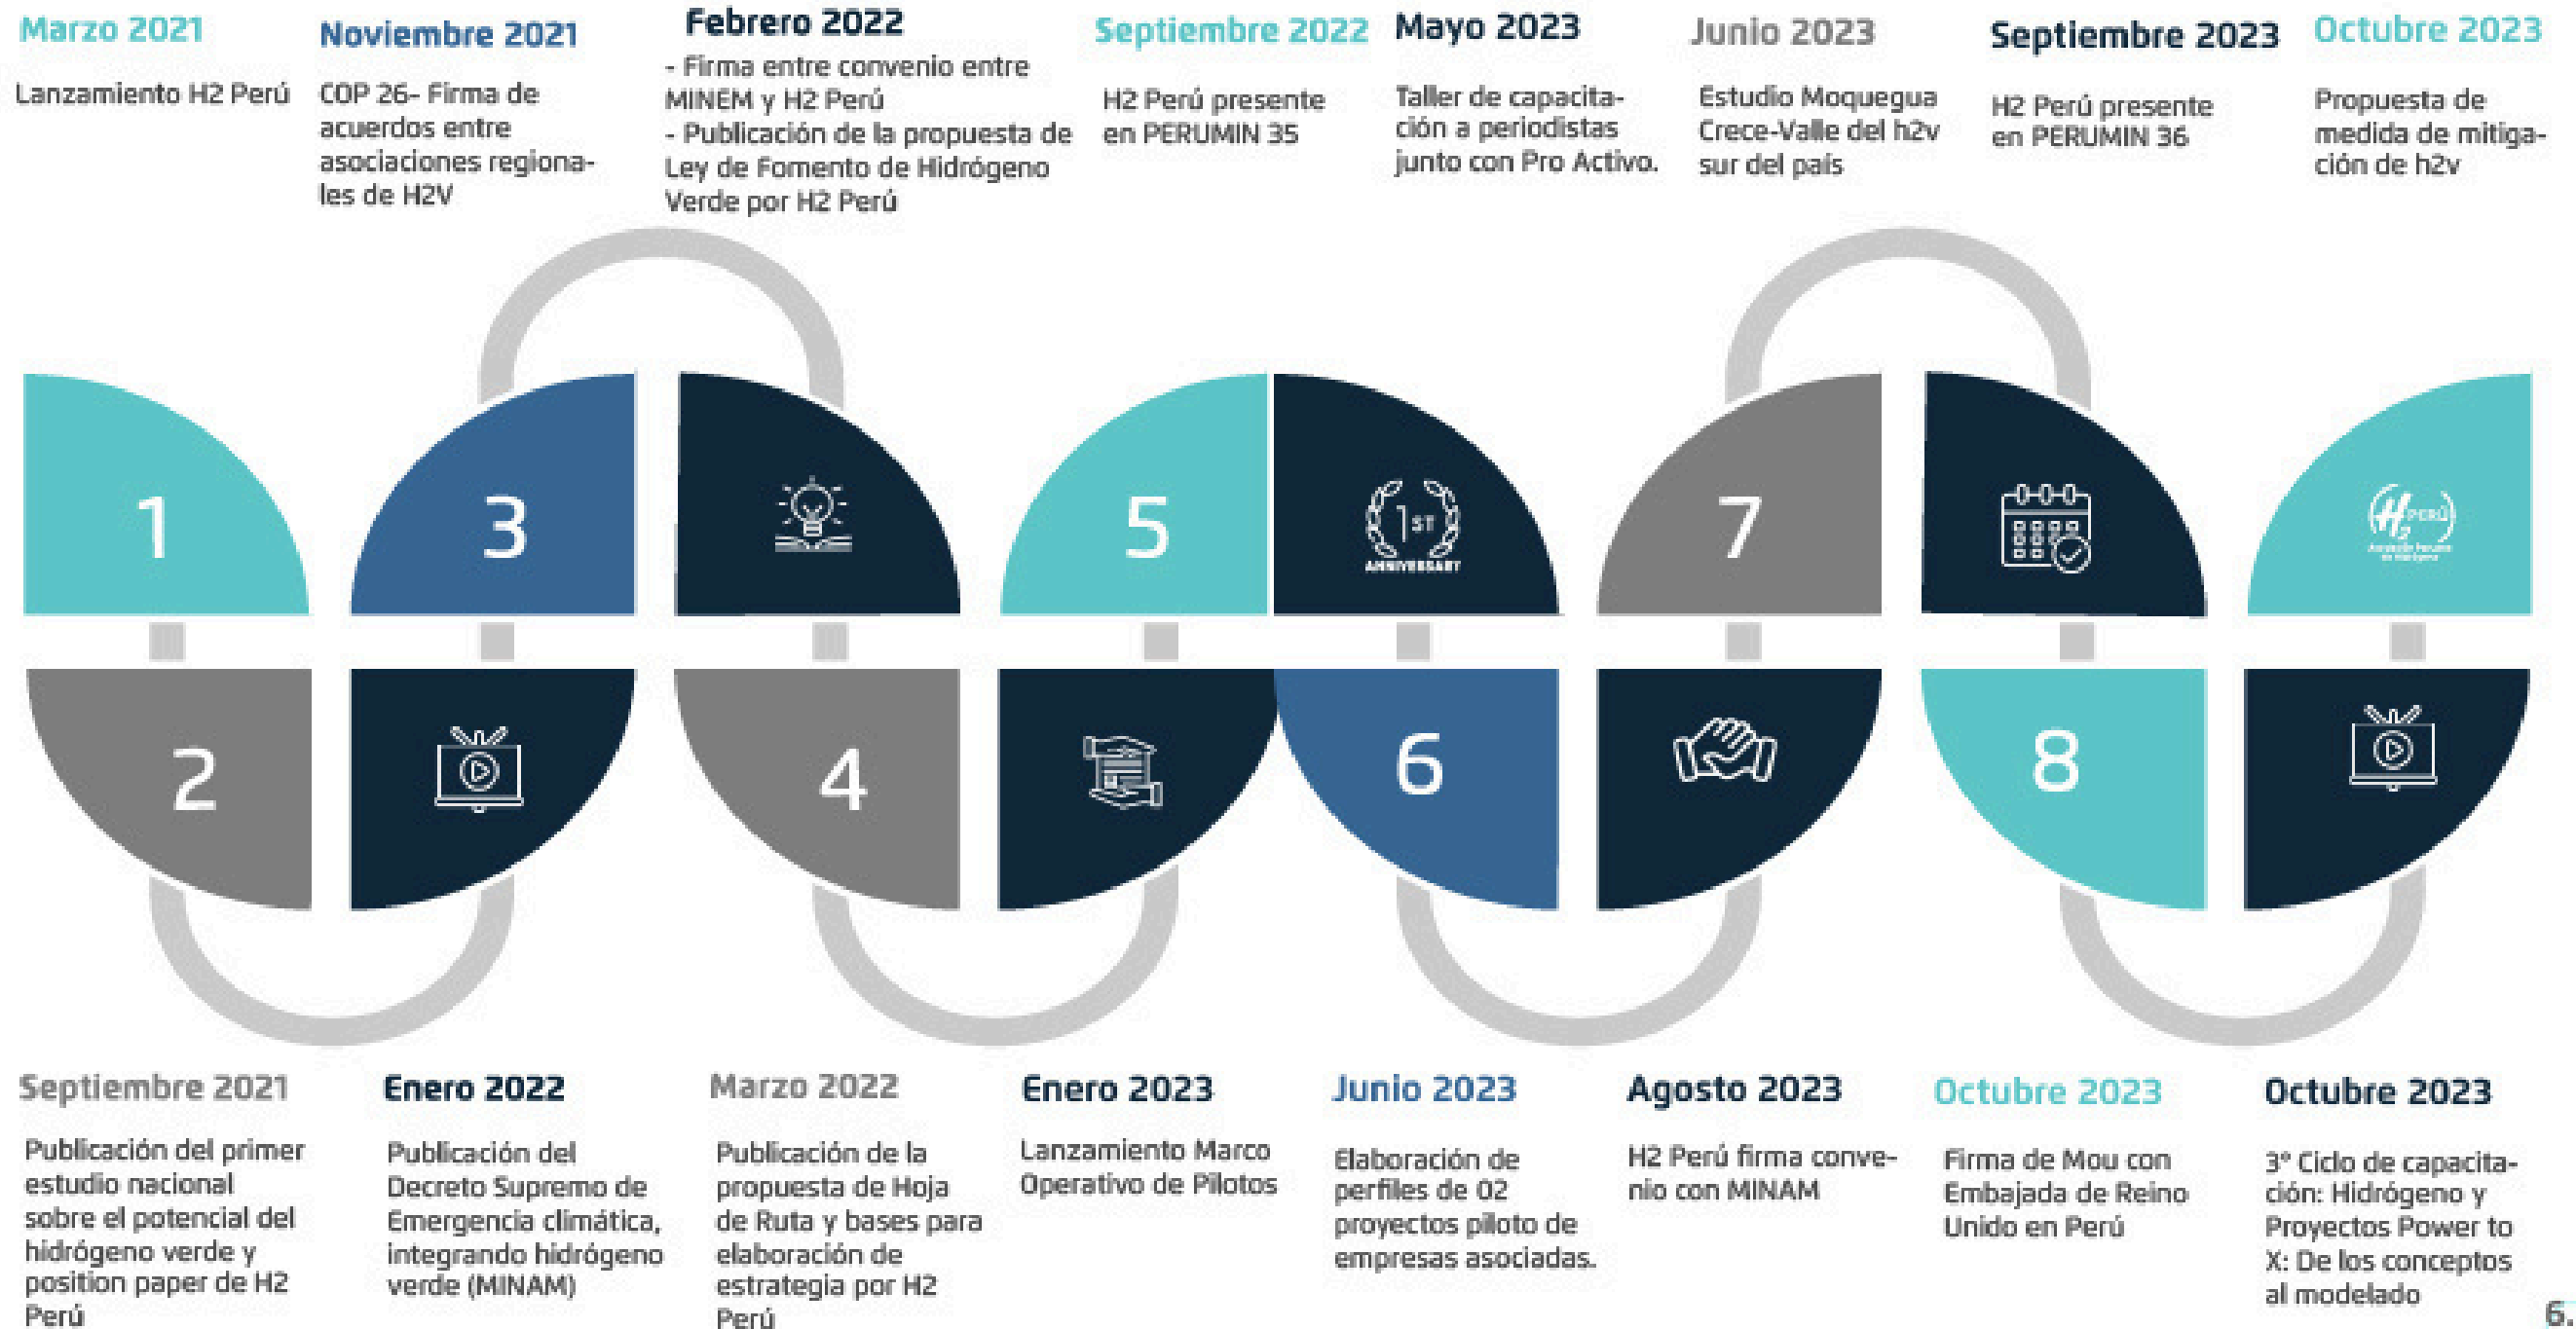 Marzo 2021
Lanzamiento H2 Perú
Noviembre 2021
COP 26- Firma de
acuerdos entre
asociaciones regiona-
les de H2V
Febrero 2022
- Firma entre convenio entre
MINEM y H2 Perú
- Publicación de la propuesta de
Ley de Fomento de Hidrógeno
Verde por H2 Perú
Septiembre 2022
H2 Perú presente
en PERUMIN 35
Mayo 2023
Taller de capacita-
ción a periodistas
junto con Pro Activo.
Junio 2023
Estudio Moquegua
Crece-Valle del h2v
sur del país
Septiembre 2023
H2 Perú presente
en PERUMIN 36
Octubre 2023
Propuesta de
medida de mitiga-
ción de h2v
1
3
5
1ST
ANNIVERSARY
7
H2 PERÚ
2
4
6
8
Septiembre 2021
Publicación del primer
estudio nacional
sobre el potencial del
hidrógeno verde y
position paper de H2
Perú
Enero 2022
Publicación del
Decreto Supremo de
Emergencia climática,
integrando hidrógeno
verde (MINAM)
Marzo 2022
Publicación de la
propuesta de Hoja
de Ruta y bases para
elaboración de
estrategia por H2
Perú
Enero 2023
Lanzamiento Marco
Operativo de Pilotos
Junio 2023
Elaboración de
perfiles de 02
proyectos piloto de
empresas asociadas.
Agosto 2023
H2 Perú firma conve-
nio con MINAM
Octubre 2023
Firma de Mou con
Embajada de Reino
Unido en Perú
Octubre 2023
3° Ciclo de capacita-
ción: Hidrógeno y
Proyectos Power to
X: De los conceptos
al modelado
6.